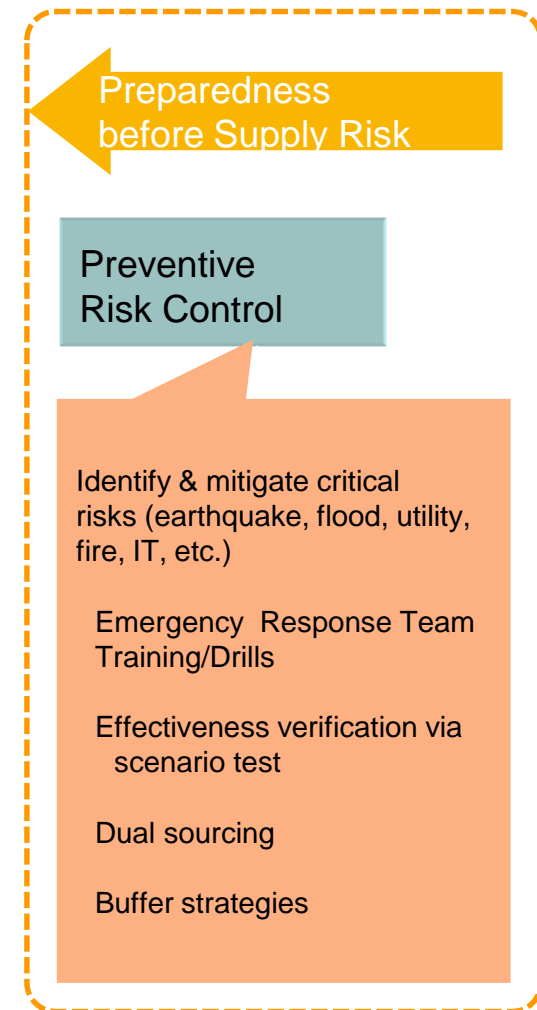 Preparedness
before Supply Risk
Preventive
Risk Control
Identify & mitigate critical
risks (earthquake, flood, utility,
fire, IT, etc.)
Emergency  Response Team
Training/Drills
Effectiveness verification via
scenario test
Dual sourcing
Buffer strategies